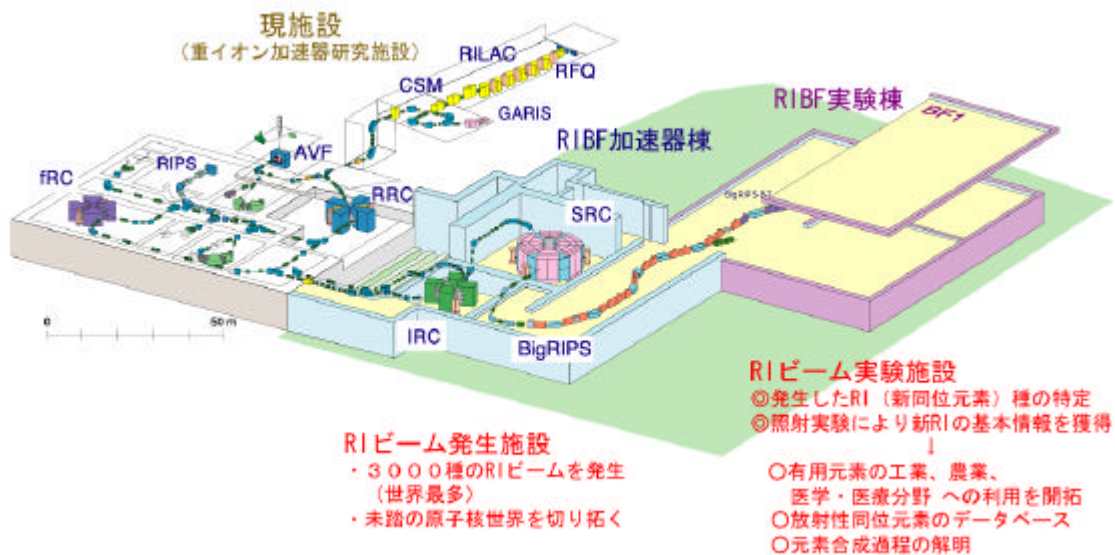 現施設
（重イオン加速器研究施設）
RILAC
CSM
RFQ
GARIS
RIBF実験棟
BF1
RIBF加速器棟
AVF
RIPS
fRC
RRC
SRC
BigRIPS
0
50 m
IRC
BigRIPS
RIビーム発生施設
・３０００種のRIビームを発生
（世界最多）
・未踏の原子核世界を切り拓く
RIビーム実験施設
◎発生したRI（新同位元素）種の特定
◎照射実験により新RIの基本情報を獲得
↓
○有用元素の工業、農業、
医学・医療分野 への利用を開拓
○放射性同位元素のデータベース
○元素合成過程の解明